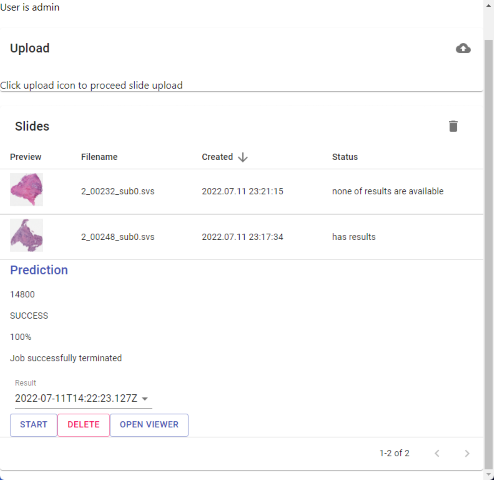 User is admin
Upload
Click upload icon to proceed slide upload
Slides
Preview Filename Created Status
2_00232_sub0.svs 2022.07.11 23:21:15 none of results are available
2_00248_sub0.svs 2022.07.11 23:17:34 has results
Prediction
14800
SUCCESS
100%
Job successfully terminated
Result
2022-07-11T14:22:23.127Z
START DELETE OPEN VIEWER
1-2 of 2